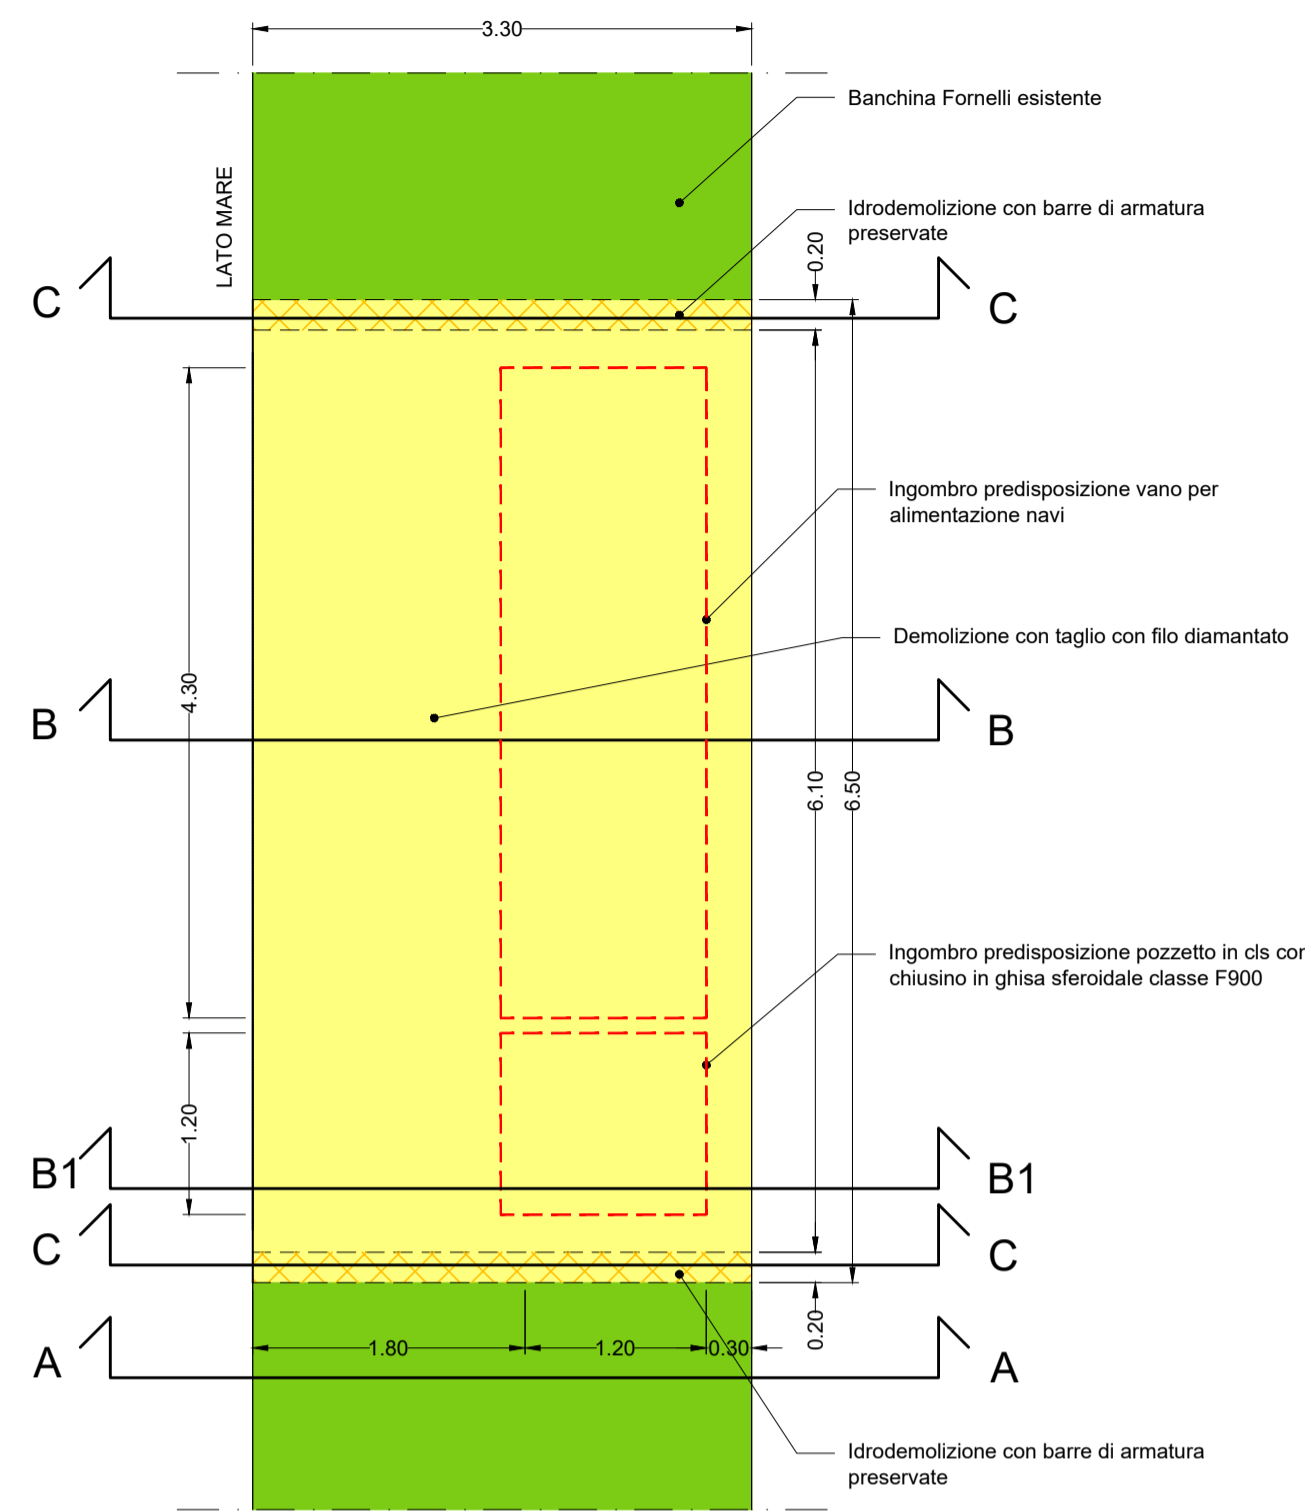 3.30
Banchina Fornelli esistente
LATO MARE
Idrodemolizione con barre di armatura
preservate
0.20
C
C
Ingombro predisposizione vano per
alimentazione navi
Demolizione con taglio con filo diamantato
4.30
B
B
6.10
6.50
Ingombro predisposizione pozzetto in cls con
chiusino in ghisa sferoidale classe F900
1.20
B1
B1
C
C
0.20
1.80
1.20
0.30
A
A
Idrodemolizione con barre di armatura
preservate